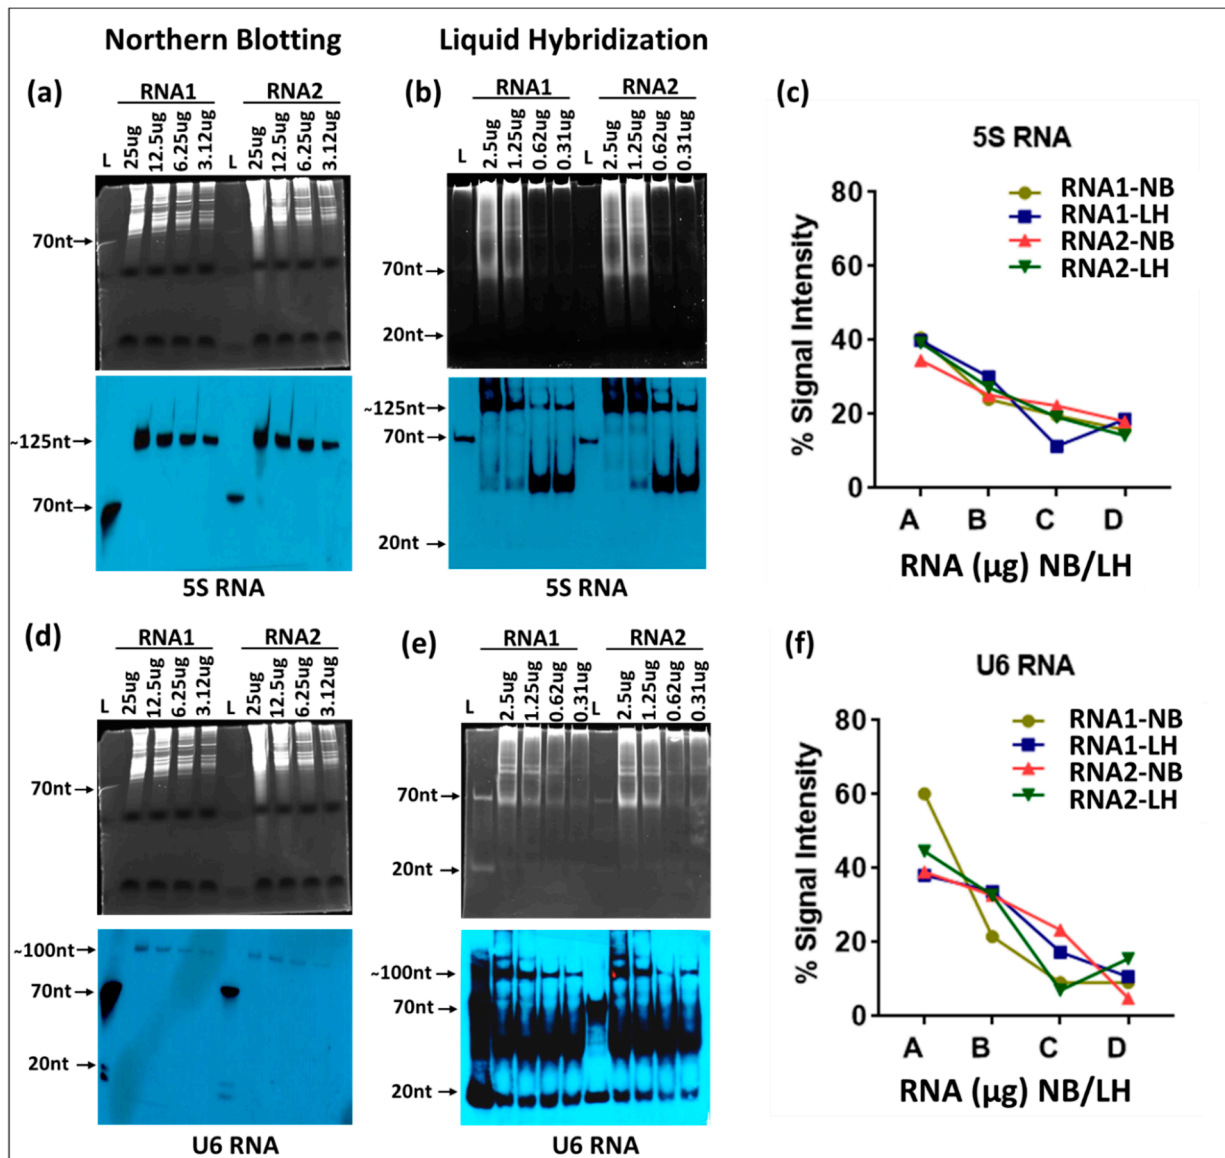 Northern Blotting
Liquid Hybridization
(a)
RNA1
RNA2
L
25ug
12.5ug
6.25ug
3.12ug
L
25ug
12.5ug
6.25ug
3.12ug
70nt
~125nt
70nt
5S RNA
(b)
RNA1
RNA2
L
2.5ug
1.25ug
0.62ug
0.31ug
L
2.5ug
1.25ug
0.62ug
0.31ug
70nt
20nt
~125nt
70nt
20nt
5S RNA
(c)
5S RNA
RNA1-NB
RNA1-LH
RNA2-NB
RNA2-LH
% Signal Intensity
80
60
40
20
0
A B C D
RNA (µg) NB/LH
(d)
RNA1
RNA2
L
25ug
12.5ug
6.25ug
3.12ug
L
25ug
12.5ug
6.25ug
3.12ug
70nt
~100nt
70nt
20nt
U6 RNA
(e)
RNA1
RNA2
L
2.5ug
1.25ug
0.62ug
0.31ug
L
2.5ug
1.25ug
0.62ug
0.31ug
70nt
20nt
~100nt
70nt
20nt
U6 RNA
(f)
U6 RNA
RNA1-NB
RNA1-LH
RNA2-NB
RNA2-LH
% Signal Intensity
80
60
40
20
0
A B C D
RNA (µg) NB/LH